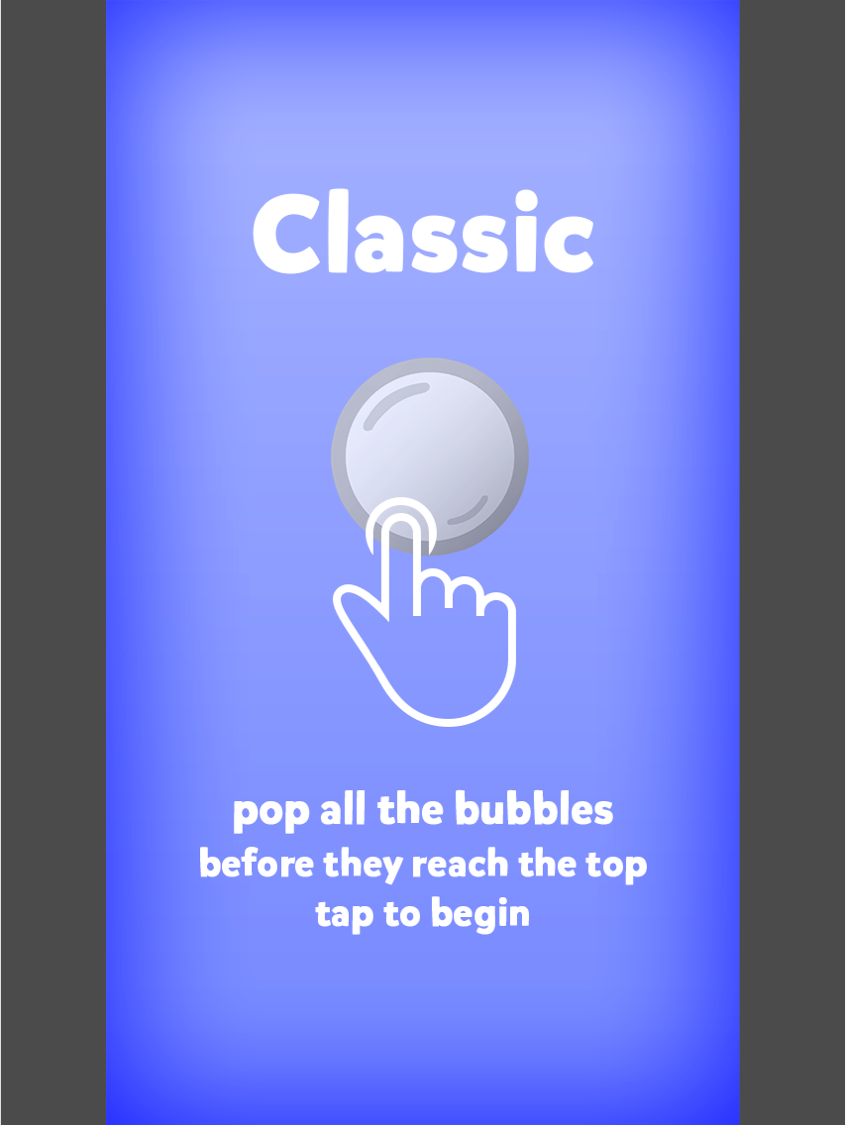 Classic
pop all the bubbles
before they reach the top
tap to begin